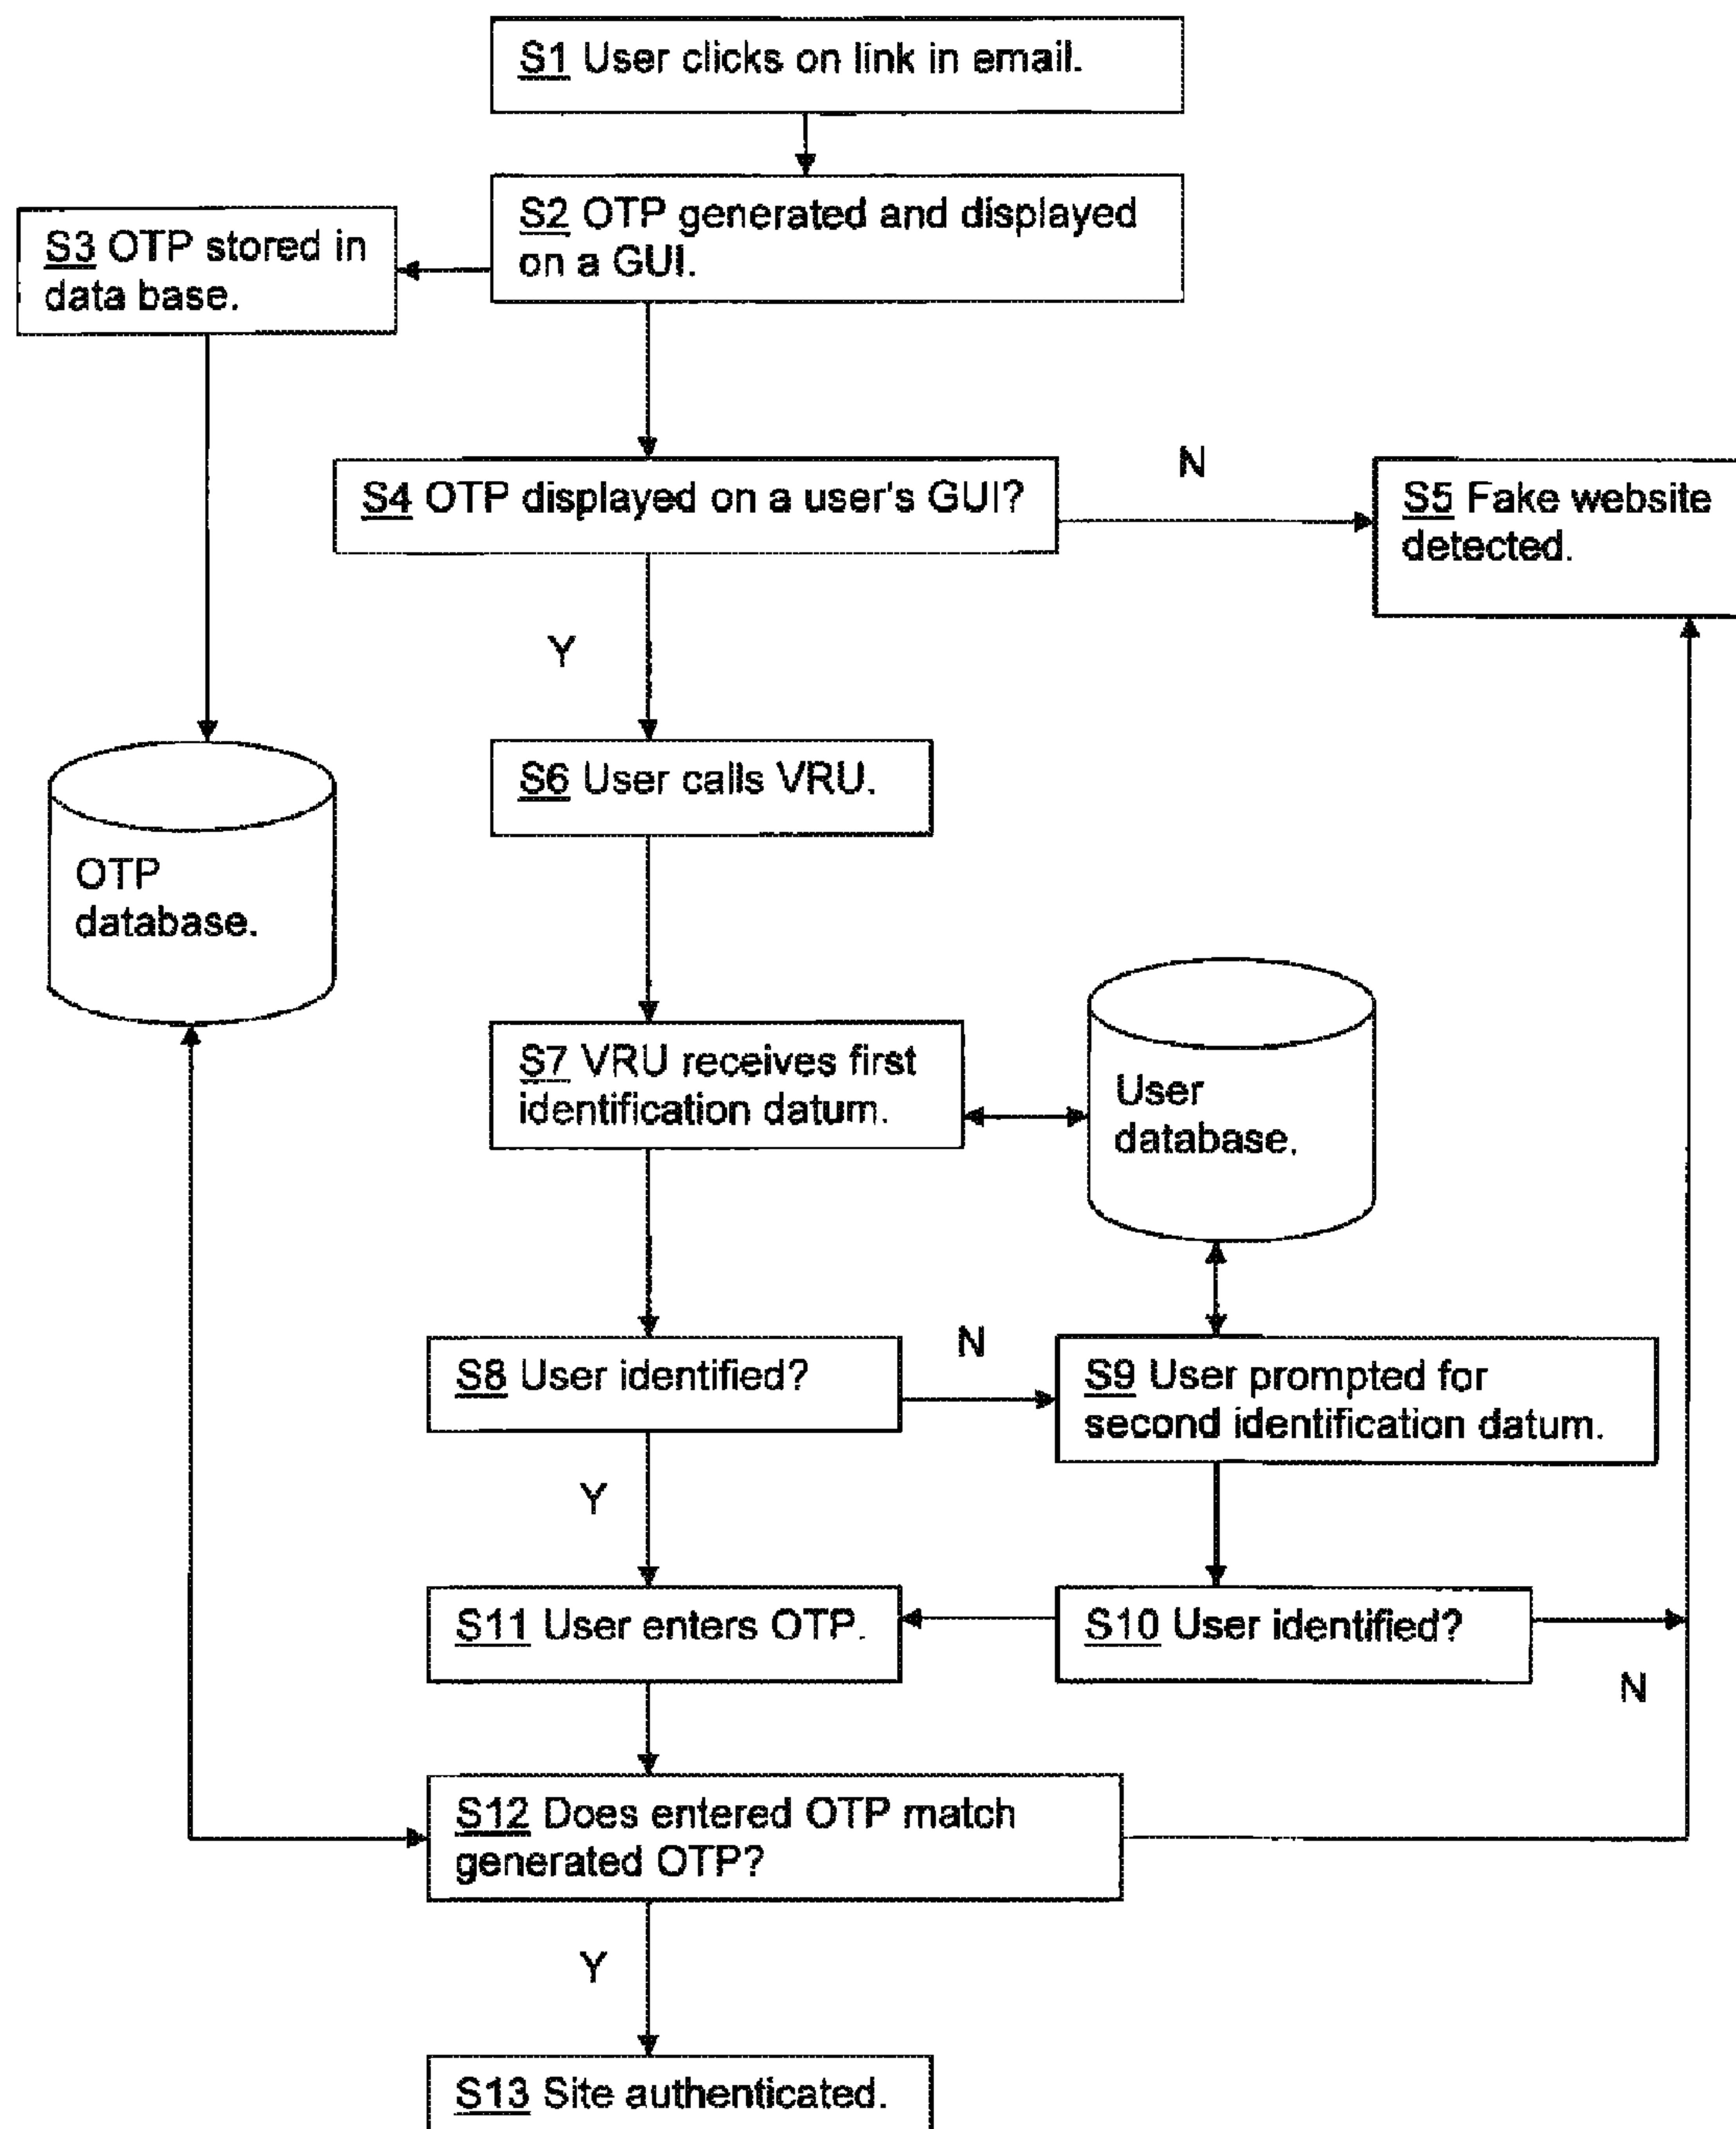 S1 User clicks on link in email.
S2 OTP generated and displayed
on a GUI.
S3 OTP stored in
data base.
S4 OTP displayed on a user's GUI?
N
S5 Fake website
detected.
Y
S6 User calls VRU.
OTP
database.
S7 VRU receives first
identification datum.
User
database.
S8 User identified?
N
S9 User prompted for
second identification datum.
Y
S11 User enters OTP.
S10 User identified?
N
S12 Does entered OTP match
generated OTP?
Y
S13 Site authenticated.